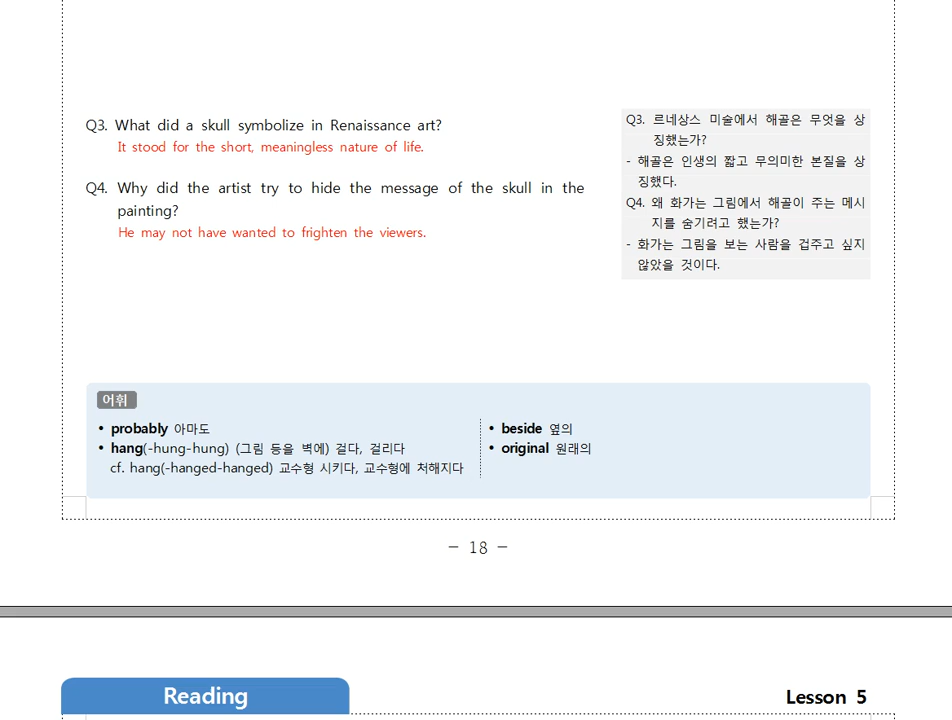 Q3. What did a skull symbolize in Renaissance art?
It stood for the short, meaningless nature of life.
Q4. Why did the artist try to hide the message of the skull in the
painting?
He may not have wanted to frighten the viewers.
Q3. 르네상스 미술에서 해골은 무엇을 상
징했는가?
- 해골은 인생의 짧고 무의미한 본질을 상
징했다.
Q4. 왜 화가는 그림에서 해골이 주는 메시
지를 숨기려고 했는가?
- 화가는 그림을 보는 사람을 겁주고 싶지
않았을 것이다.
어휘
• probably 아마도
• hang(-hung-hung) (그림 등을 벽에) 걸다, 걸리다
cf. hang(-hanged-hanged) 교수형 시키다, 교수형에 처해지다
• beside 옆의
• original 원래의
- 18 -
Reading
Lesson 5